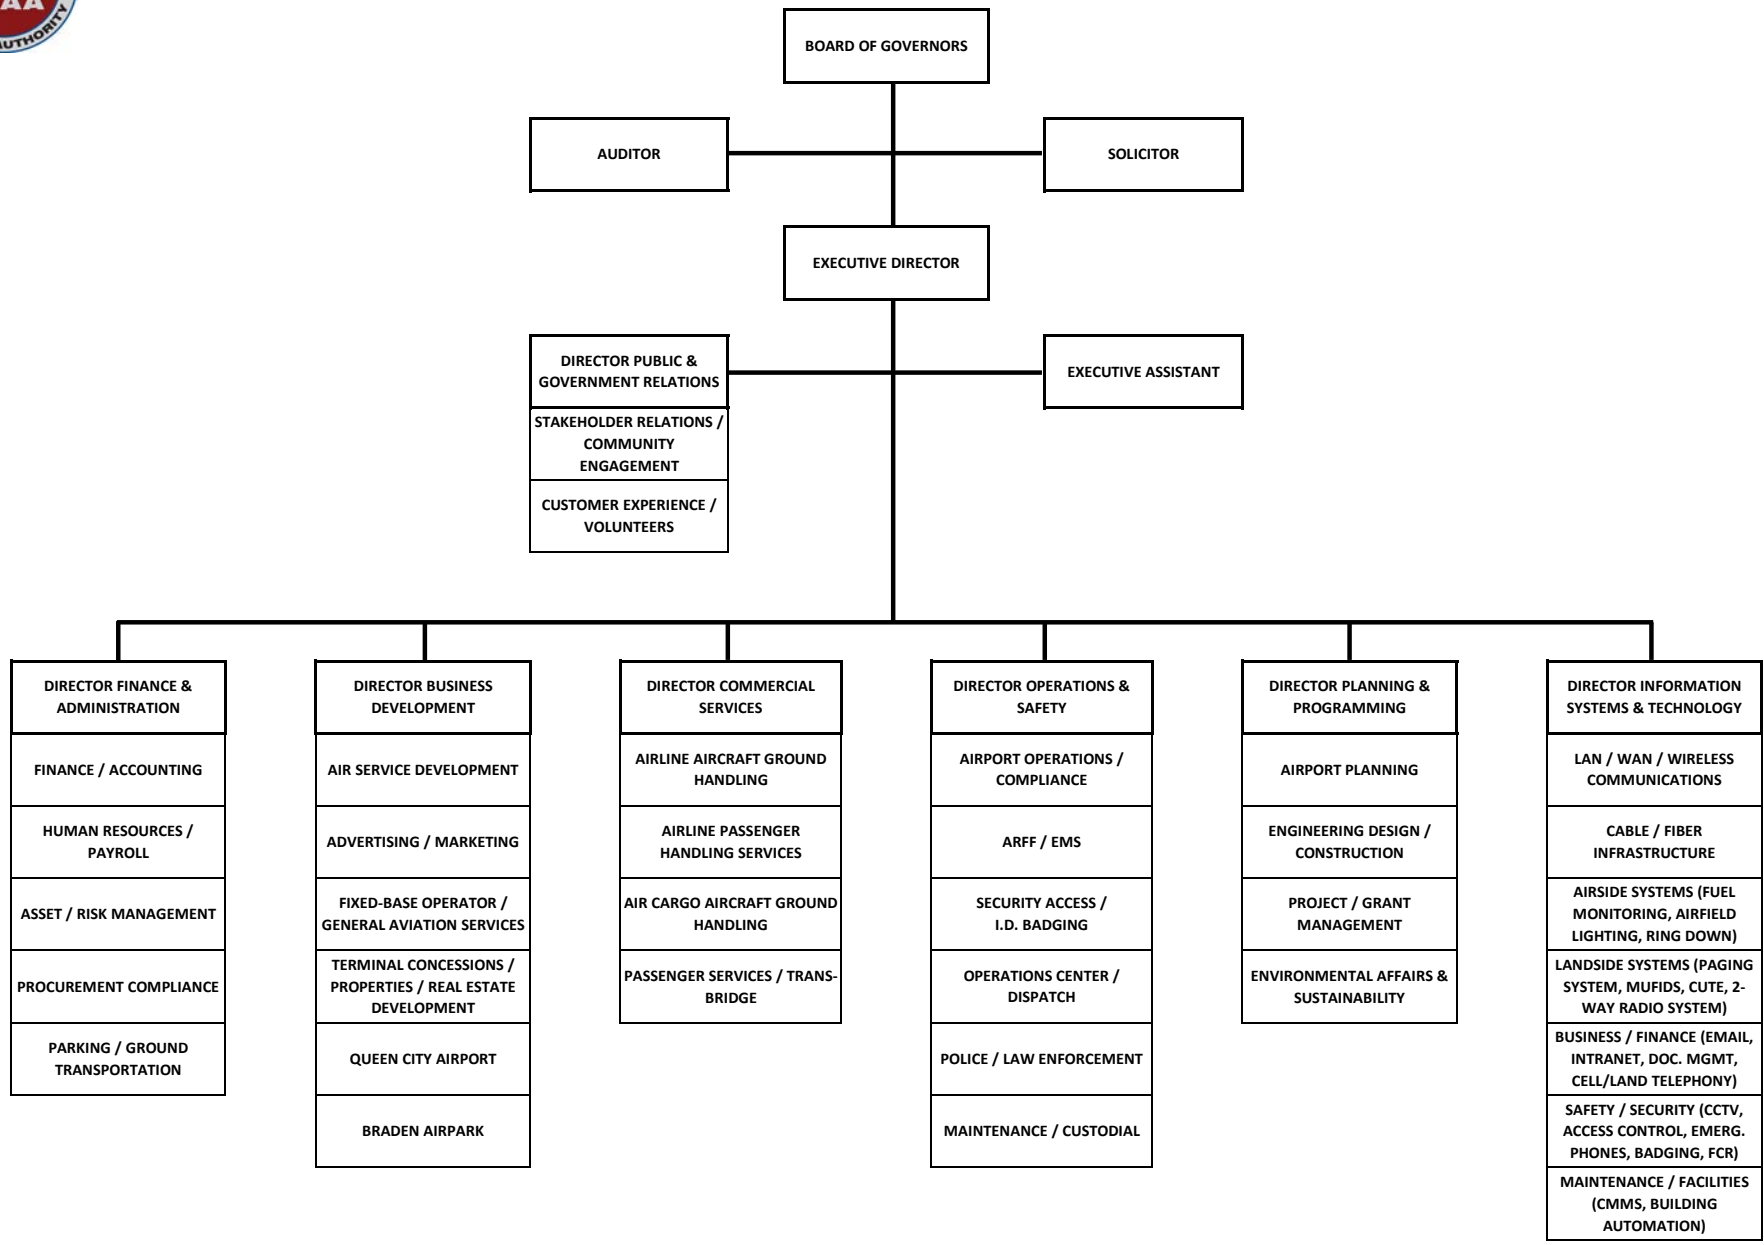 AA
AUTHORITY
BOARD OF GOVERNORS
AUDITOR
SOLICITOR
EXECUTIVE DIRECTOR
DIRECTOR PUBLIC &
GOVERNMENT RELATIONS
EXECUTIVE ASSISTANT
STAKEHOLDER RELATIONS /
COMMUNITY
ENGAGEMENT
CUSTOMER EXPERIENCE /
VOLUNTEERS
DIRECTOR FINANCE &
ADMINISTRATION
FINANCE / ACCOUNTING
HUMAN RESOURCES /
PAYROLL
ASSET / RISK MANAGEMENT
PROCUREMENT COMPLIANCE
PARKING / GROUND
TRANSPORTATION
DIRECTOR BUSINESS
DEVELOPMENT
AIR SERVICE DEVELOPMENT
ADVERTISING / MARKETING
FIXED-BASE OPERATOR /
GENERAL AVIATION SERVICES
TERMINAL CONCESSIONS /
PROPERTIES / REAL ESTATE
DEVELOPMENT
QUEEN CITY AIRPORT
BRADEN AIRPARK
DIRECTOR COMMERCIAL
SERVICES
AIRLINE AIRCRAFT GROUND
HANDLING
AIRLINE PASSENGER
HANDLING SERVICES
AIR CARGO AIRCRAFT GROUND
HANDLING
PASSENGER SERVICES / TRANS-
BRIDGE
DIRECTOR OPERATIONS &
SAFETY
AIRPORT OPERATIONS /
COMPLIANCE
ARFF / EMS
SECURITY ACCESS /
I.D. BADGING
OPERATIONS CENTER /
DISPATCH
POLICE / LAW ENFORCEMENT
MAINTENANCE / CUSTODIAL
DIRECTOR PLANNING &
PROGRAMMING
AIRPORT PLANNING
ENGINEERING DESIGN /
CONSTRUCTION
PROJECT / GRANT
MANAGEMENT
ENVIRONMENTAL AFFAIRS &
SUSTAINABILITY
DIRECTOR INFORMATION
SYSTEMS & TECHNOLOGY
LAN / WAN / WIRELESS
COMMUNICATIONS
CABLE / FIBER
INFRASTRUCTURE
AIRSIDE SYSTEMS (FUEL
MONITORING, AIRFIELD
LIGHTING, RING DOWN)
LANDSIDE SYSTEMS (PAGING
SYSTEM, MUFIDS, CUTE, 2-
WAY RADIO SYSTEM)
BUSINESS / FINANCE (EMAIL,
INTRANET, DOC. MGMT,
CELL/LAND TELEPHONY)
SAFETY / SECURITY (CCTV,
ACCESS CONTROL, EMERG.
PHONES, BADGING, FCR)
MAINTENANCE / FACILITIES
(CMMS, BUILDING
AUTOMATION)